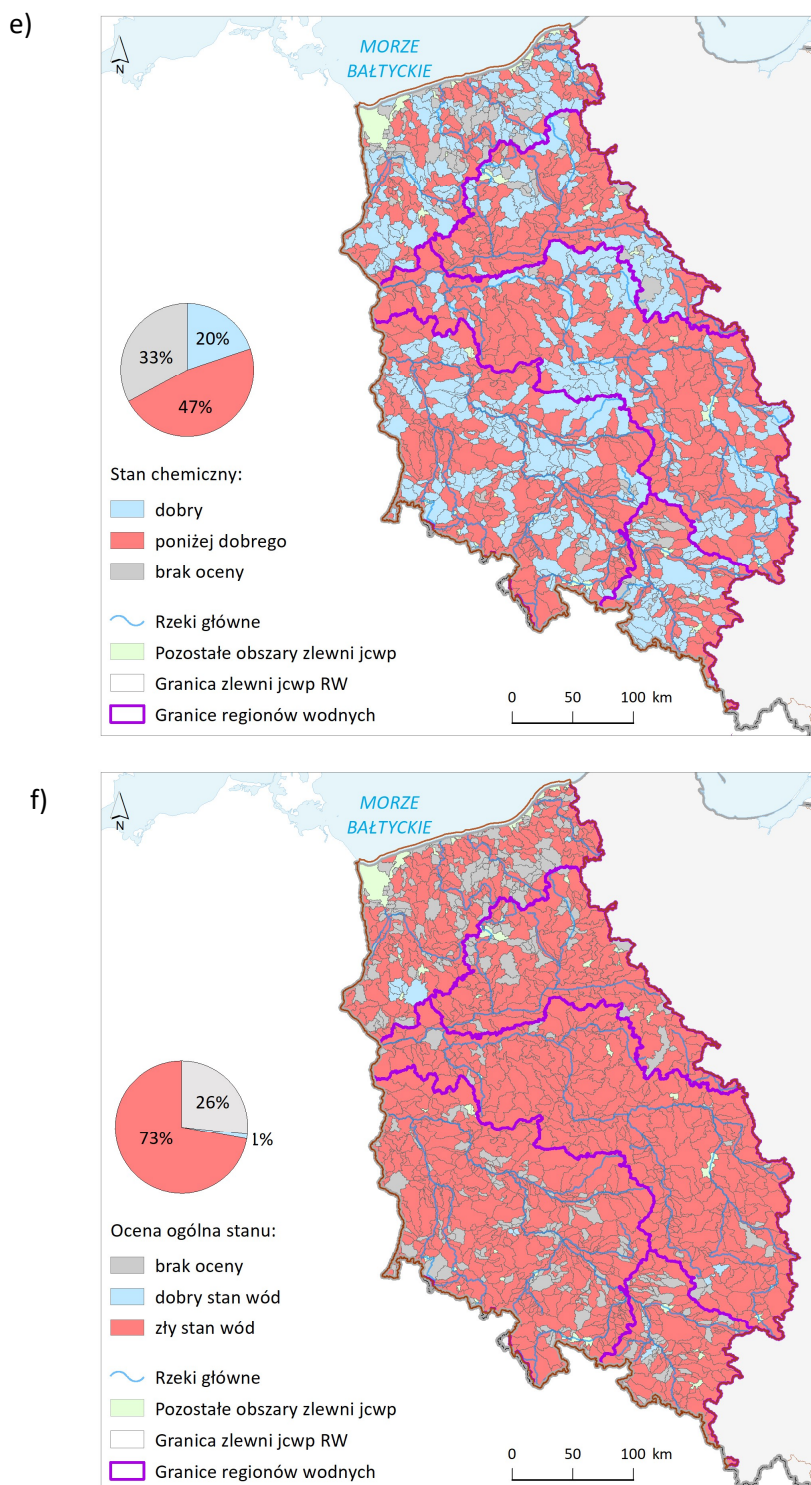 e)
N
MORZE
BAŁTYCKIE
20%
33%
47%
Stan chemiczny:
dobry
poniżej dobrego
brak oceny
Rzeki główne
Pozostałe obszary zlewni jcwp
Granica zlewni jcwp RW
Granice regionów wodnych
0 50 100 km
f)
N
MORZE
BAŁTYCKIE
26%
73%
1%
Ocena ogólna stanu:
brak oceny
dobry stan wód
zły stan wód
Rzeki główne
Pozostałe obszary zlewni jcwp
Granica zlewni jcwp RW
Granice regionów wodnych
0 50 100 km